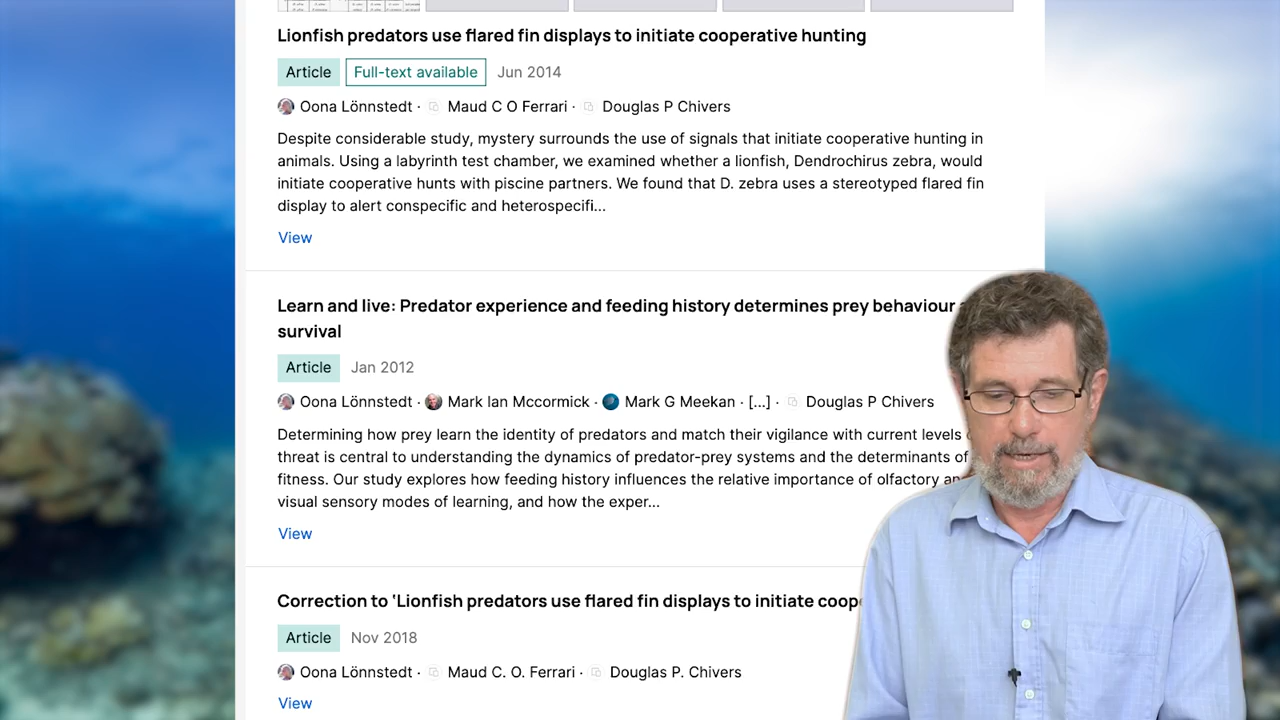 Lionfish predators use flared fin displays to initiate cooperative hunting
Article Full-text available Jun 2014
Oona Lönnstedt · Maud C O Ferrari · Douglas P Chivers
Despite considerable study, mystery surrounds the use of signals that initiate cooperative hunting in
animals. Using a labyrinth test chamber, we examined whether a lionfish, Dendrochirus zebra, would
initiate cooperative hunts with piscine partners. We found that D. zebra uses a stereotyped flared fin
display to alert conspecific and heterospecifi...
View
Learn and live: Predator experience and feeding history determines prey behaviour
survival
Article Jan 2012
Oona Lönnstedt · Mark Ian Mccormick · Mark G Meekan · [...] · Douglas P Chivers
Determining how prey learn the identity of predators and match their vigilance with current levels
threat is central to understanding the dynamics of predator-prey systems and the determinants of
fitness. Our study explores how feeding history influences the relative importance of olfactory an
visual sensory modes of learning, and how the exper...
View
Correction to ‘Lionfish predators use flared fin displays to initiate coope
Article Nov 2018
Oona Lönnstedt · Maud C. O. Ferrari · Douglas P. Chivers
View